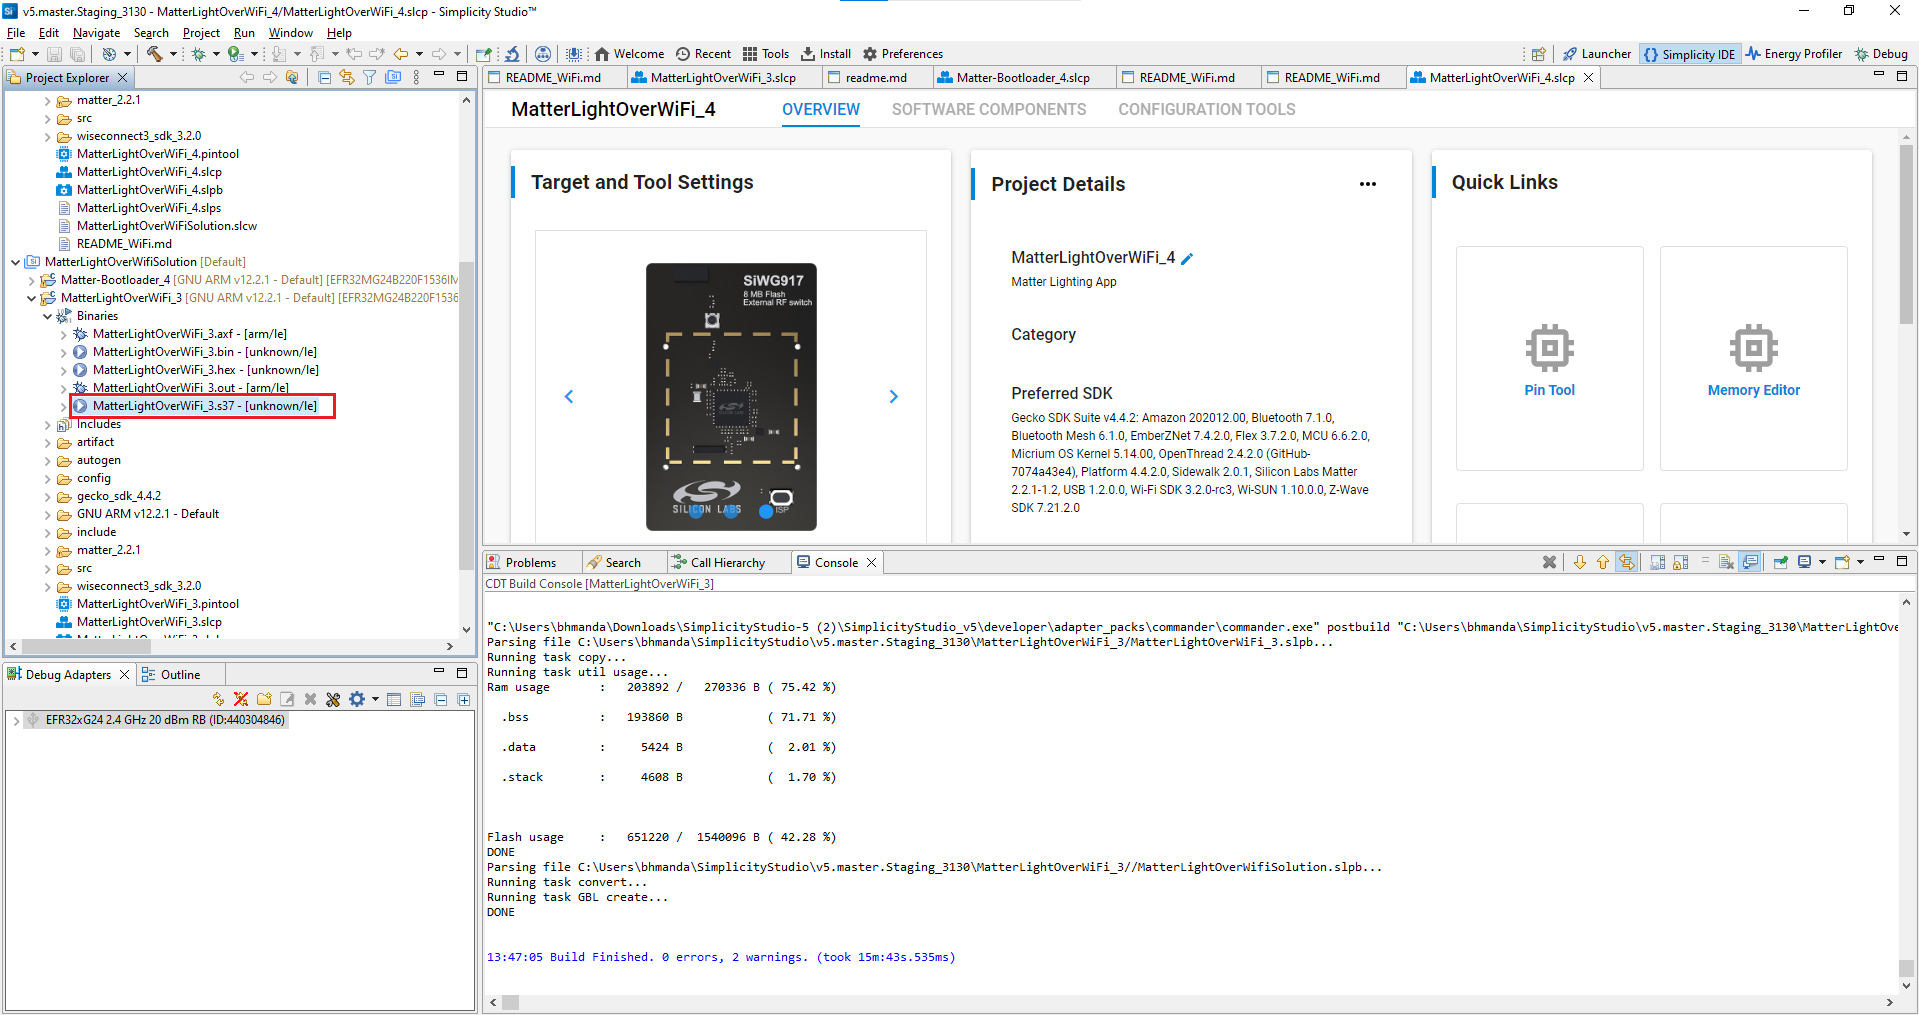 v5.master.Staging_3130 - MatterLightOverWiFi_4/MatterLightOverWiFi_4.slcp - Simplicity Studio™
File Edit Navigate Search Project Run Window Help
Welcome Recent Tools Install Preferences
Launcher Simplicity IDE Energy Profiler Debug
Project Explorer
matter_2.2.1
src
wiseconnect3_sdk_3.2.0
MatterLightOverWiFi_4.pintool
MatterLightOverWiFi_4.slcp
MatterLightOverWiFi_4.slpb
MatterLightOverWiFi_4.slps
MatterLightOverWiFiSolution.slcw
README_WiFi.md
MatterLightOverWifiSolution [Default]
Matter-Bootloader_4 [GNU ARM v12.2.1 - Default] [EFR32MG24B220F1536IM
MatterLightOverWiFi_3 [GNU ARM v12.2.1 - Default] [EFR32MG24B220F1536
Binaries
MatterLightOverWiFi_3.axf - [arm/le]
MatterLightOverWiFi_3.bin - [unknown/le]
MatterLightOverWiFi_3.hex - [unknown/le]
MatterLightOverWiFi_3.out - [arm/le]
MatterLightOverWiFi_3.s37 - [unknown/le]
Includes
artifact
autogen
config
gecko_sdk_4.4.2
GNU ARM v12.2.1 - Default
include
matter_2.2.1
src
wiseconnect3_sdk_3.2.0
MatterLightOverWiFi_3.pintool
MatterLightOverWiFi_3.slcp
Debug Adapters Outline
EFR32xG24 2.4 GHz 20 dBm RB (ID:440304846)
README_WiFi.md MatterLightOverWiFi_3.slcp readme.md Matter-Bootloader_4.slcp README_WiFi.md README_WiFi.md MatterLightOverWiFi_4.slcp
MatterLightOverWiFi_4 OVERVIEW SOFTWARE COMPONENTS CONFIGURATION TOOLS
Target and Tool Settings
SiWG917
8 MB Flash
External RF switch
SILICON LABS
ISP
Project Details
MatterLightOverWiFi_4
Matter Lighting App
Category
Preferred SDK
Gecko SDK Suite v4.4.2: Amazon 202012.00, Bluetooth 7.1.0,
Bluetooth Mesh 6.1.0, EmberZNet 7.4.2.0, Flex 3.7.2.0, MCU 6.6.2.0,
Micrium OS Kernel 5.14.00, OpenThread 2.4.2.0 (GitHub-
7074a43e4), Platform 4.4.2.0, Sidewalk 2.0.1, Silicon Labs Matter
2.2.1-1.2, USB 1.2.0.0, Wi-Fi SDK 3.2.0-rc3, Wi-SUN 1.10.0.0, Z-Wave
SDK 7.21.2.0
Quick Links
Pin Tool
Memory Editor
Problems Search Call Hierarchy Console
CDT Build Console [MatterLightOverWiFi_3]
"C:\Users\bhmanda\Downloads\SimplicityStudio-5 (2)\SimplicityStudio_v5\developer\adapter_packs\commander\commander.exe" postbuild "C:\Users\bhmanda\SimplicityStudio\v5.master.Staging_3130\MatterLightOve
Parsing file C:\Users\bhmanda\SimplicityStudio\v5.master.Staging_3130\MatterLightOverWiFi_3/MatterLightOverWiFi_3.slpb...
Running task copy...
Running task util usage...
Ram usage : 203892 / 270336 B ( 75.42 %)
.bss : 193860 B ( 71.71 %)
.data : 5424 B ( 2.01 %)
.stack : 4608 B ( 1.70 %)
Flash usage : 651220 / 1540096 B ( 42.28 %)
DONE
Parsing file C:\Users\bhmanda\SimplicityStudio\v5.master.Staging_3130\MatterLightOverWiFi_3//MatterLightOverWifiSolution.slpb...
Running task convert...
Running task GBL create...
DONE
13:47:05 Build Finished. 0 errors, 2 warnings. (took 15m:43s.535ms)